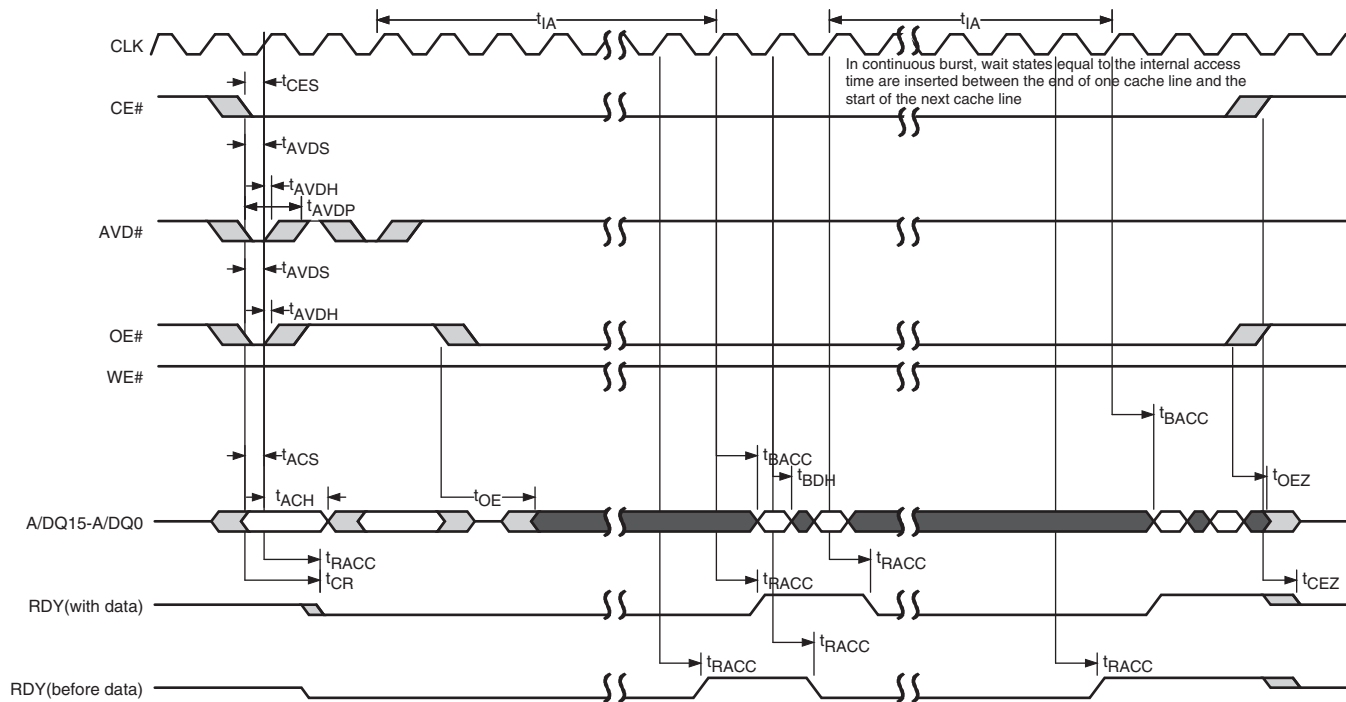 tIA
tIA
CLK
In continuous burst, wait states equal to the internal access
time are inserted between the end of one cache line and the
start of the next cache line
tCES
CE#
tAVDS
tAVDH
tAVDP
AVD#
tAVDS
tAVDH
OE#
WE#
tBACC
tACS
tBACC
tBDH
tOEZ
tACH
tOE
A/DQ15-A/DQ0
tRACC
tRACC
tCR
tRACC
tCEZ
RDY(with data)
tRACC
tRACC
tRACC
RDY(before data)